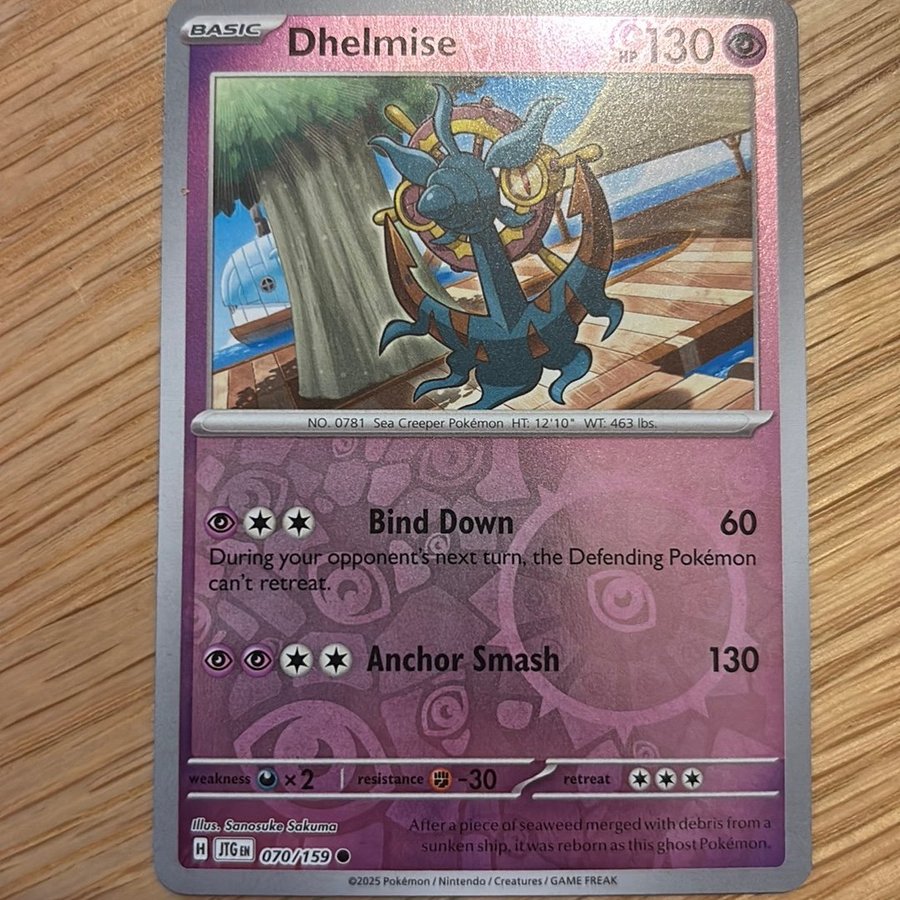 BASIC Dhelmise HP 130
NO. 0781 Sea Creeper Pokémon HT: 12'10" WT: 463 lbs.
Bind Down 60
During your opponent's next turn, the Defending Pokémon
can't retreat.
Anchor Smash 130
weakness ×2 resistance -30 retreat
Illus. Sanosuke Sakuma
After a piece of seaweed merged with debris from a
sunken ship, it was reborn as this ghost Pokémon.
H JTG EN 070/159
©2025 Pokémon / Nintendo / Creatures / GAME FREAK